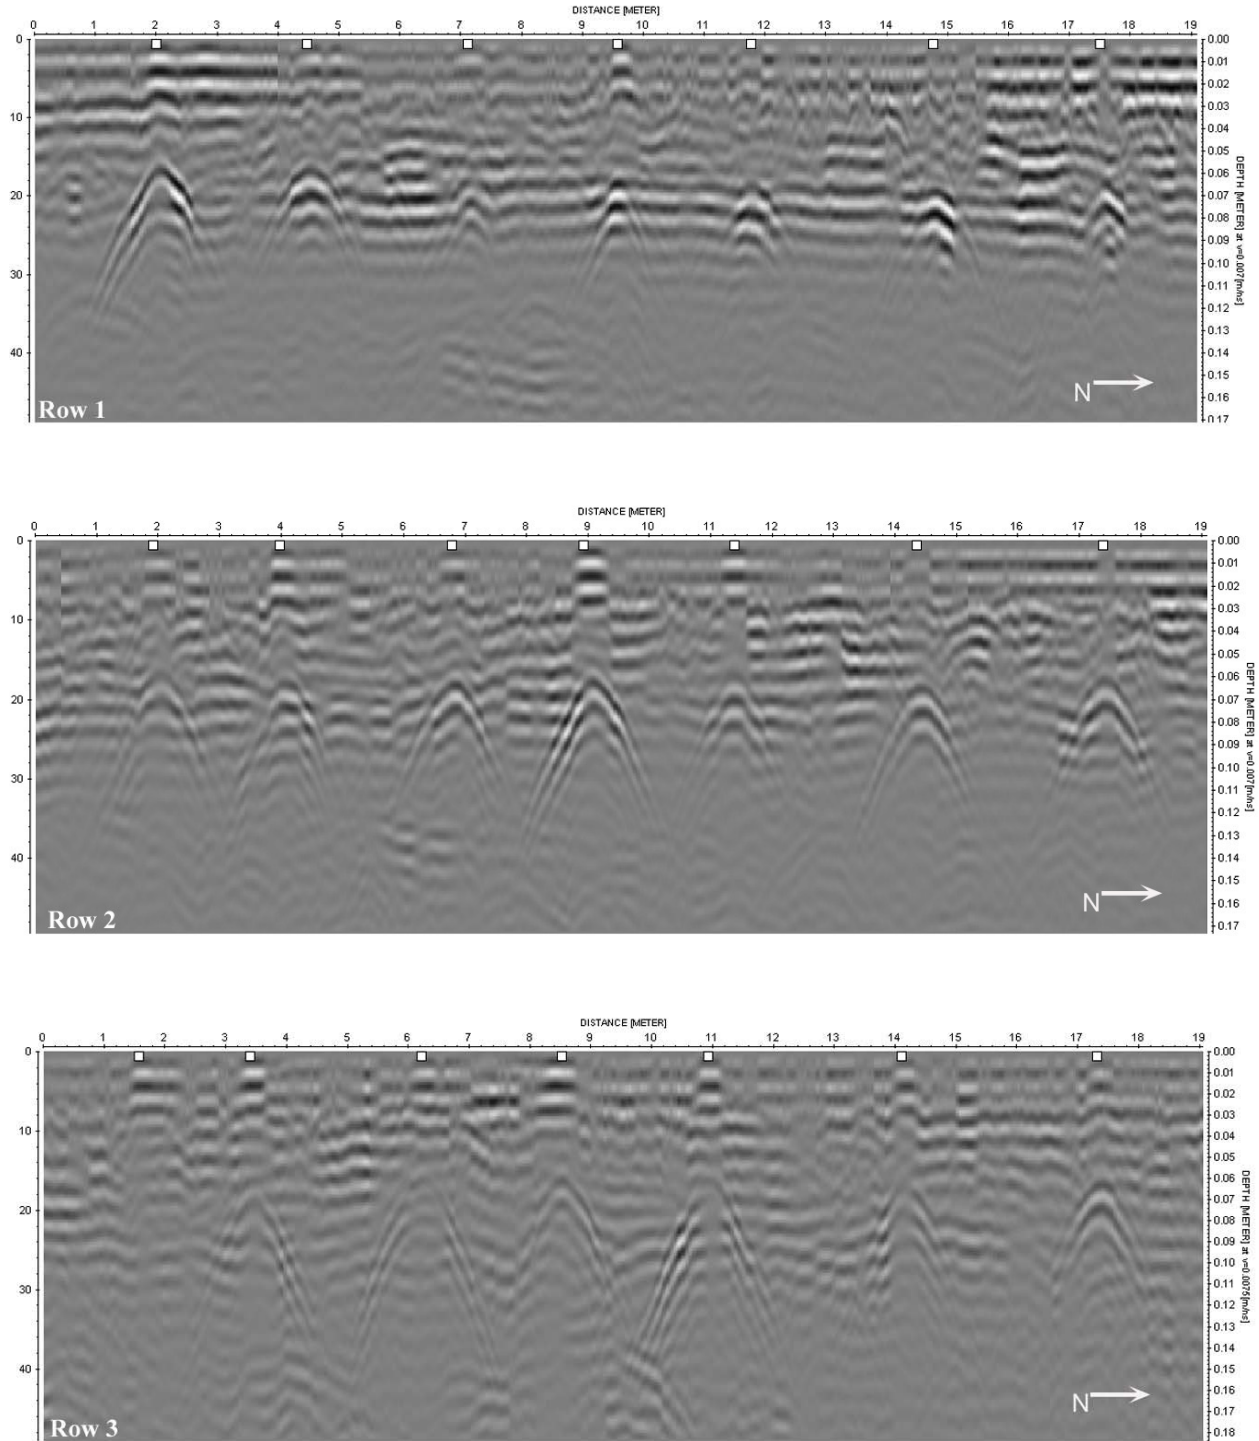 DISTANCE [METER]
0 1 2 3 4 5 6 7 8 9 10 11 12 13 14 15 16 17 18 19
0 10 20 30 40
0.00 0.01 0.02 0.03 0.04 0.05 0.06 0.07 0.08 0.09 0.10 0.11 0.12 0.13 0.14 0.15 0.16 0.17
DEPTH [METER] at v=0.007[m/ns]
N
Row 1
DISTANCE [METER]
0 1 2 3 4 5 6 7 8 9 10 11 12 13 14 15 16 17 18 19
0 10 20 30 40
0.00 0.01 0.02 0.03 0.04 0.05 0.06 0.07 0.08 0.09 0.10 0.11 0.12 0.13 0.14 0.15 0.16 0.17
DEPTH [METER] at v=0.007[m/ns]
N
Row 2
DISTANCE [METER]
0 1 2 3 4 5 6 7 8 9 10 11 12 13 14 15 16 17 18 19
0 10 20 30 40
0.00 0.01 0.02 0.03 0.04 0.05 0.06 0.07 0.08 0.09 0.10 0.11 0.12 0.13 0.14 0.15 0.16 0.17 0.18
DEPTH [METER] at v=0.0075[m/ns]
N
Row 3